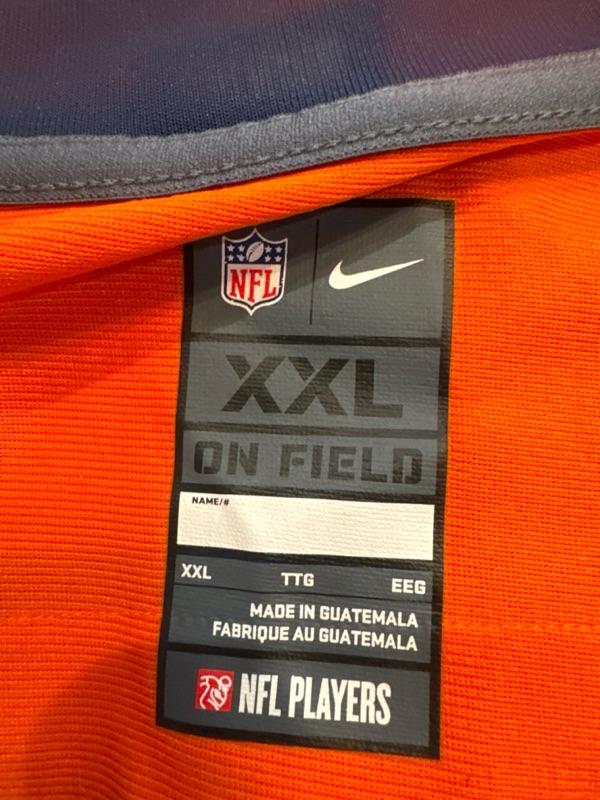 NFL
XXL
ON FIELD
NAME/#
XXL TTG EEG
MADE IN GUATEMALA
FABRIQUE AU GUATEMALA
NFL PLAYERS